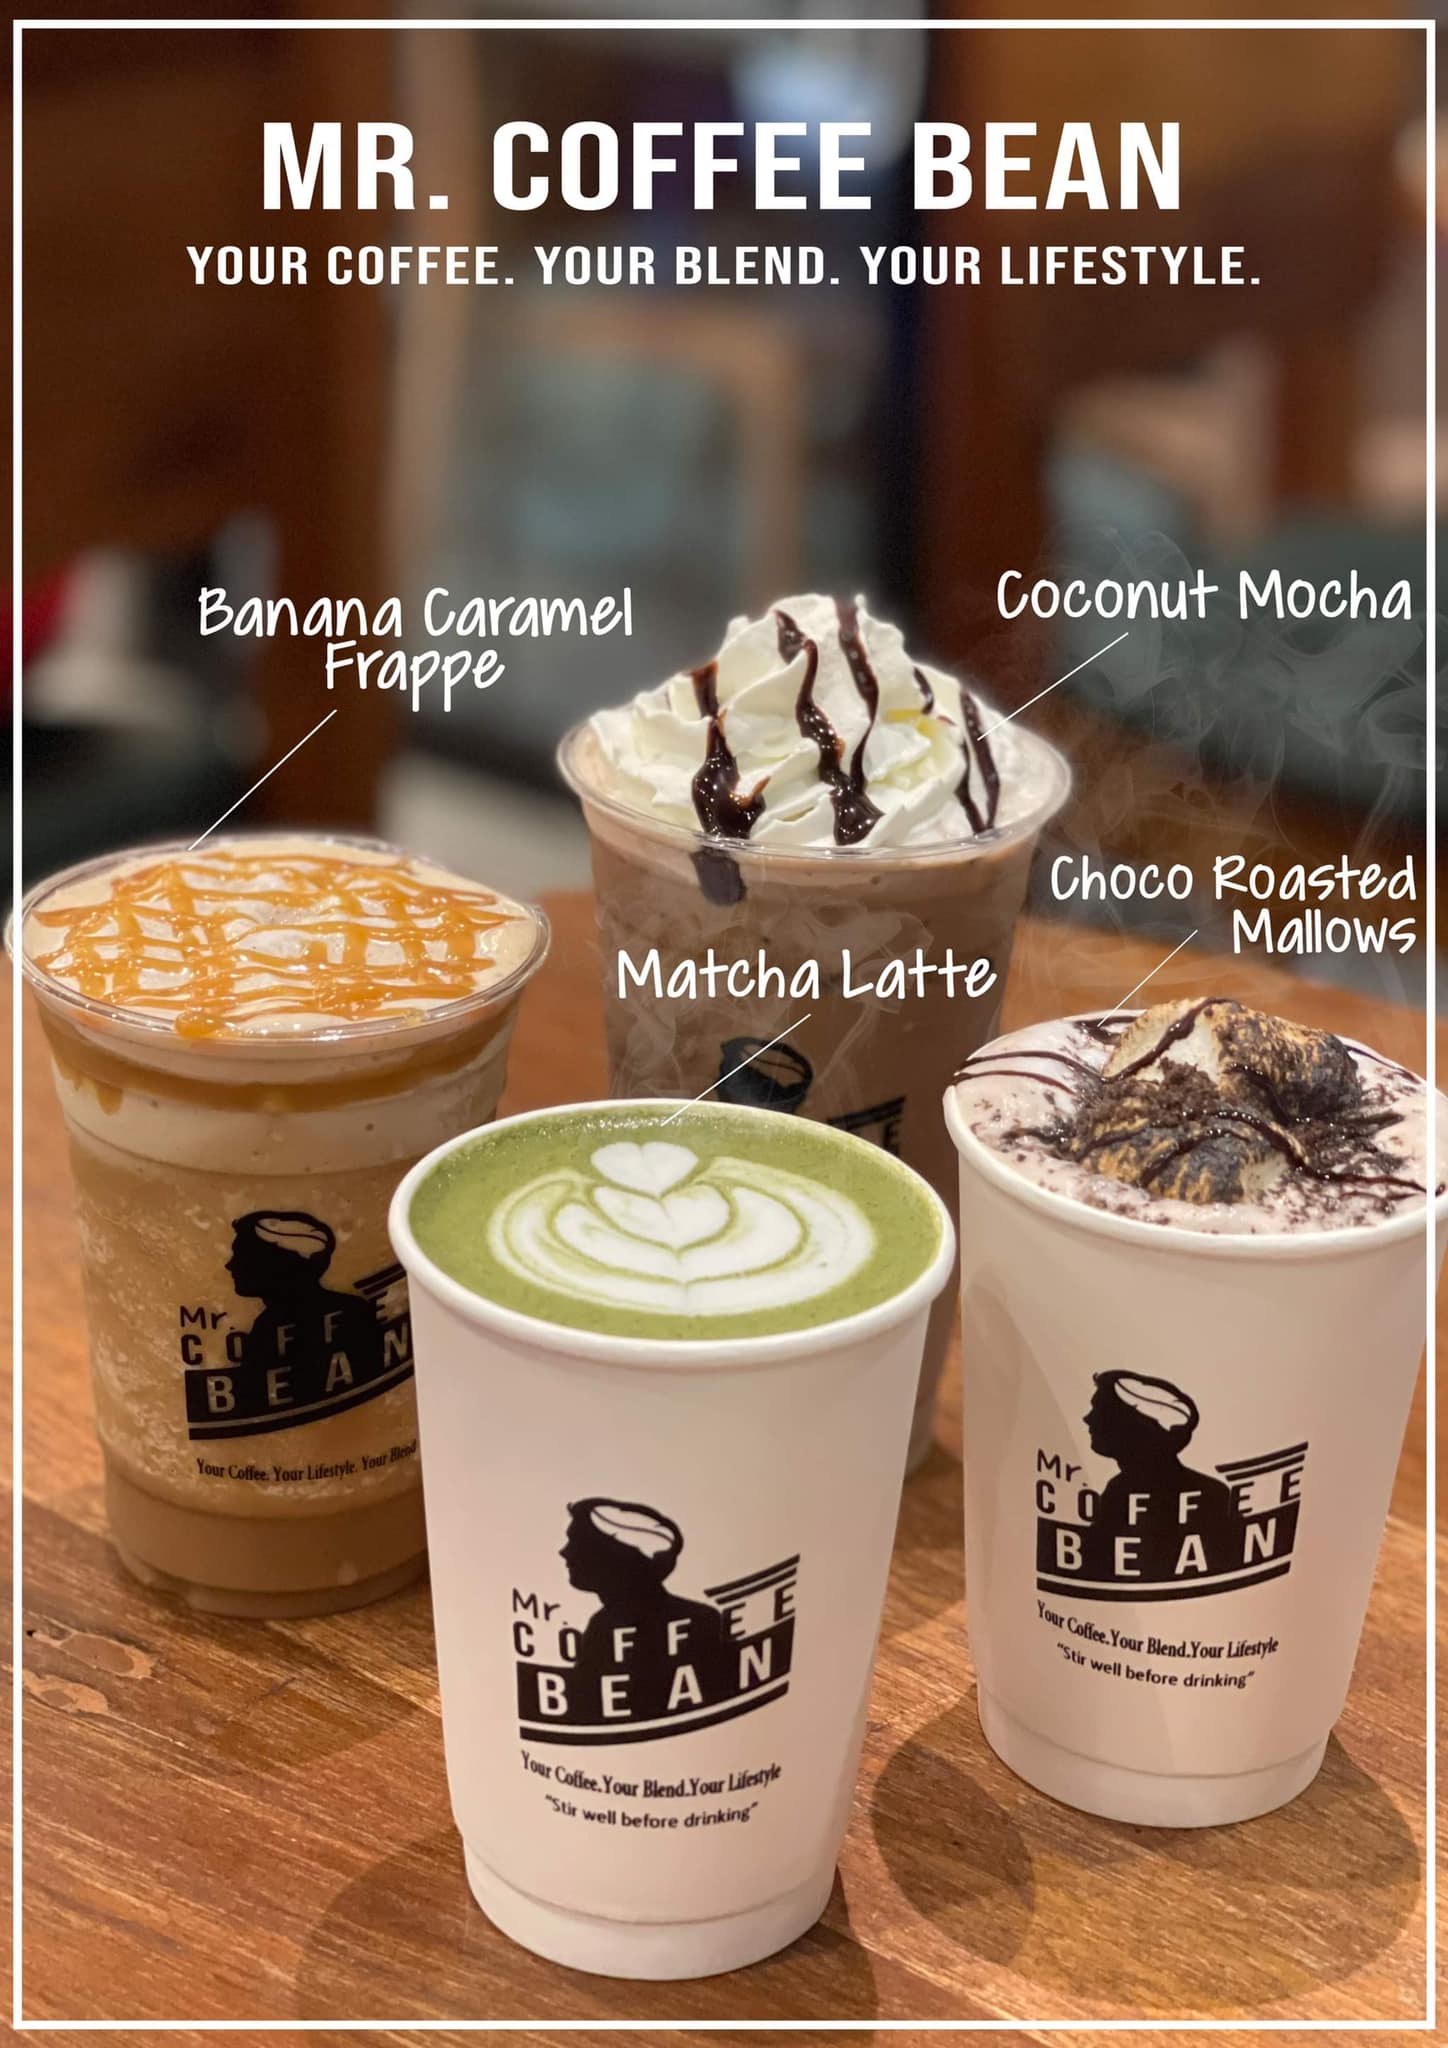 MR. COFFEE BEAN
YOUR COFFEE. YOUR BLEND. YOUR LIFESTYLE.
Banana Caramel
Frappe
Coconut Mocha
Choco Roasted
Mallows
Matcha Latte
Mr.
COFFE
BEAN
Your Coffee. Your Lifestyle. Your Blend
Mr.
COFFEE
BEAN
Your Coffee.Your Blend.Your Lifestyle
"Stir well before drinking"
Mr.
COFFEE
BEAN
Your Coffee.Your Blend.Your Lifestyle
"Stir well before drinking"